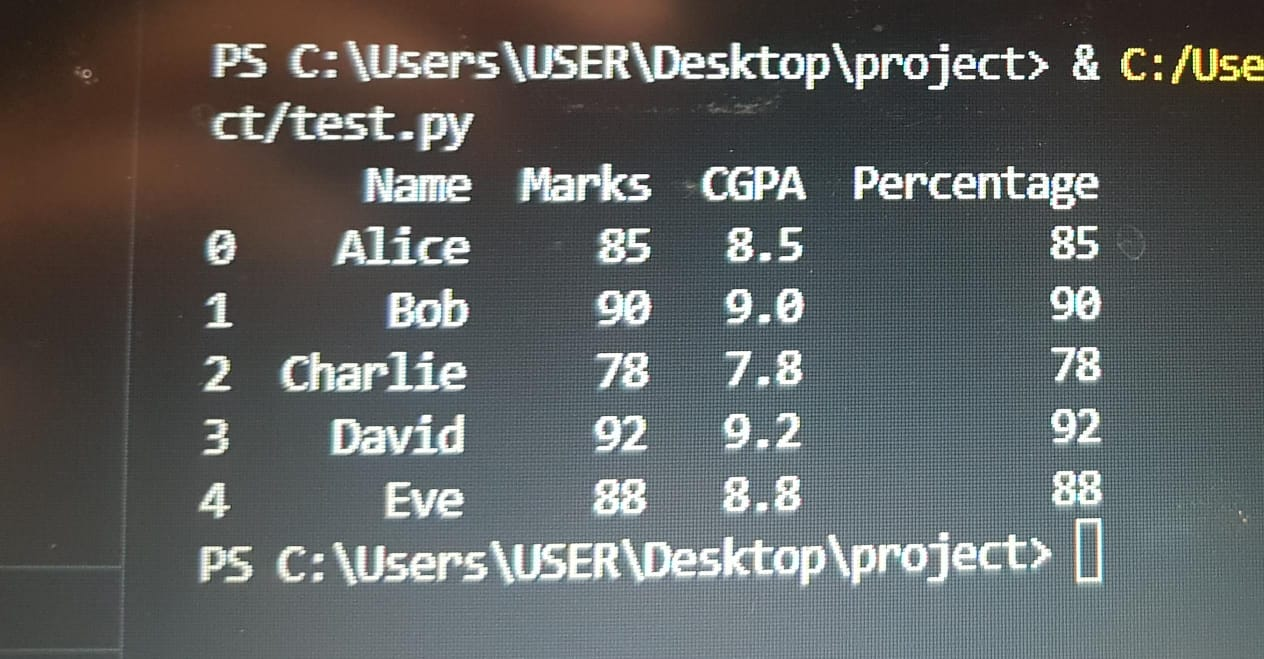 PS C:\Users\USER\Desktop\project> & C:/Use
ct/test.py
Name Marks CGPA Percentage
0 Alice 85 8.5 85
1 Bob 90 9.0 90
2 Charlie 78 7.8 78
3 David 92 9.2 92
4 Eve 88 8.8 88
PS C:\Users\USER\Desktop\project>